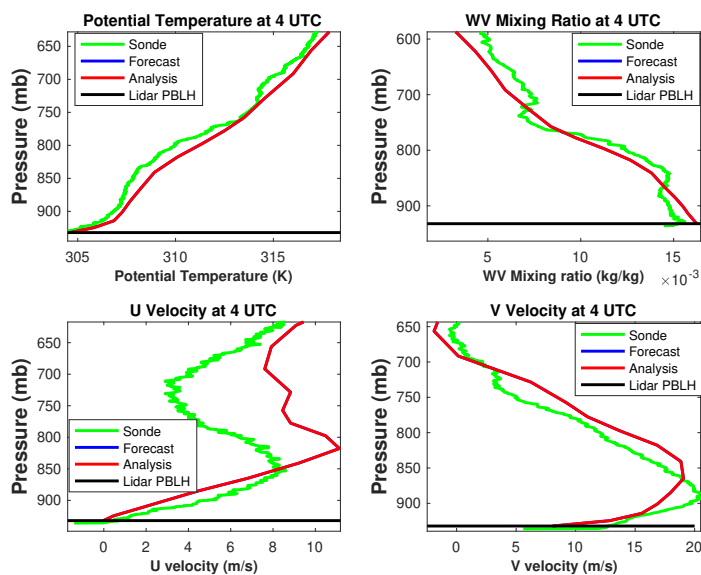 Potential Temperature at 4 UTC
Pressure (mb)
650
700
750
800
850
900
Sonde
Forecast
Analysis
Lidar PBLH
305 310 315
Potential Temperature (K)
WV Mixing Ratio at 4 UTC
Pressure (mb)
600
700
800
900
Sonde
Forecast
Analysis
Lidar PBLH
5 10 15
WV Mixing ratio (kg/kg) ×10⁻³
U Velocity at 4 UTC
Pressure (mb)
650
700
750
800
850
900
Sonde
Forecast
Analysis
Lidar PBLH
0 2 4 6 8 10
U velocity (m/s)
V Velocity at 4 UTC
Pressure (mb)
650
700
750
800
850
900
Sonde
Forecast
Analysis
Lidar PBLH
0 5 10 15 20
V velocity (m/s)